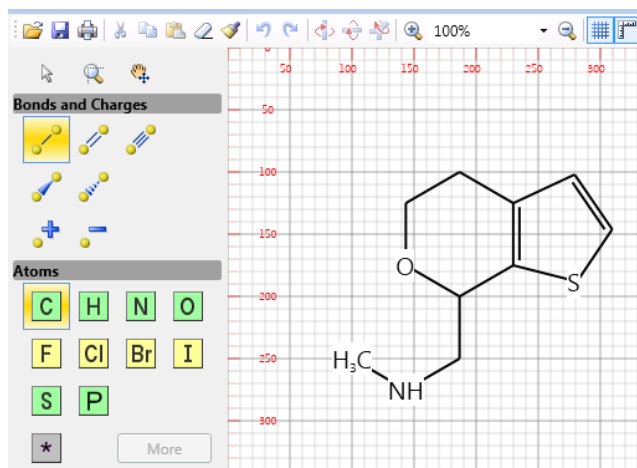 100%
0
50 100 150 200 250 300
50
Bonds and Charges
100
150
Atoms
200
250
300
C H N O
F Cl Br I
S P
*
More
O
S
H₃C
NH